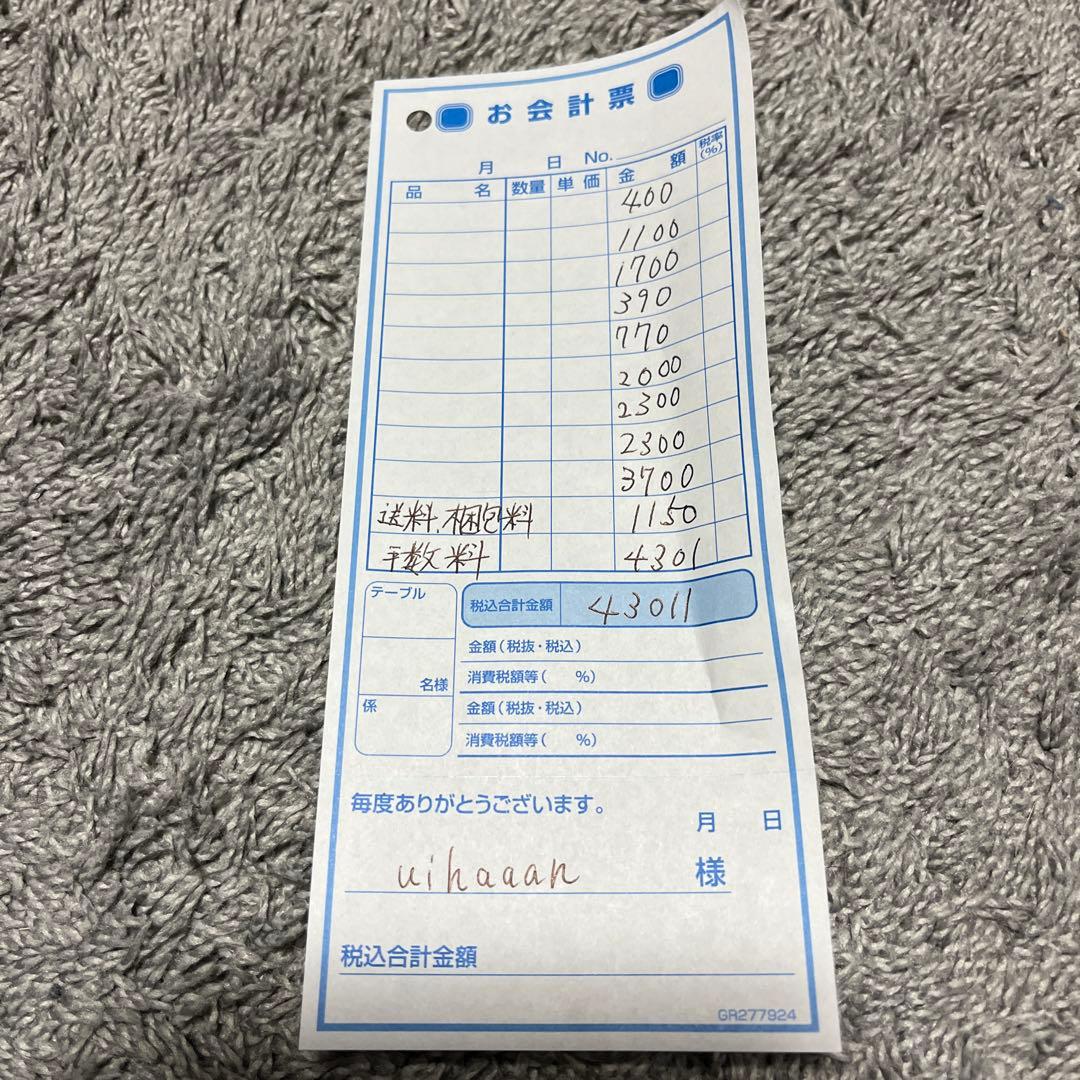 お会計票
月 日 No.
品名 数量 単価 金額 税率(%)
400
1100
1700
390
770
2000
2300
2300
3700
送料、梱包料 1150
手数料 4301
テーブル
税込合計金額 43011
金額(税抜・税込)
名様
消費税額等( %)
係
金額(税抜・税込)
消費税額等( %)
毎度ありがとうございます。
月 日
uihaaan 様
税込合計金額
GR277924